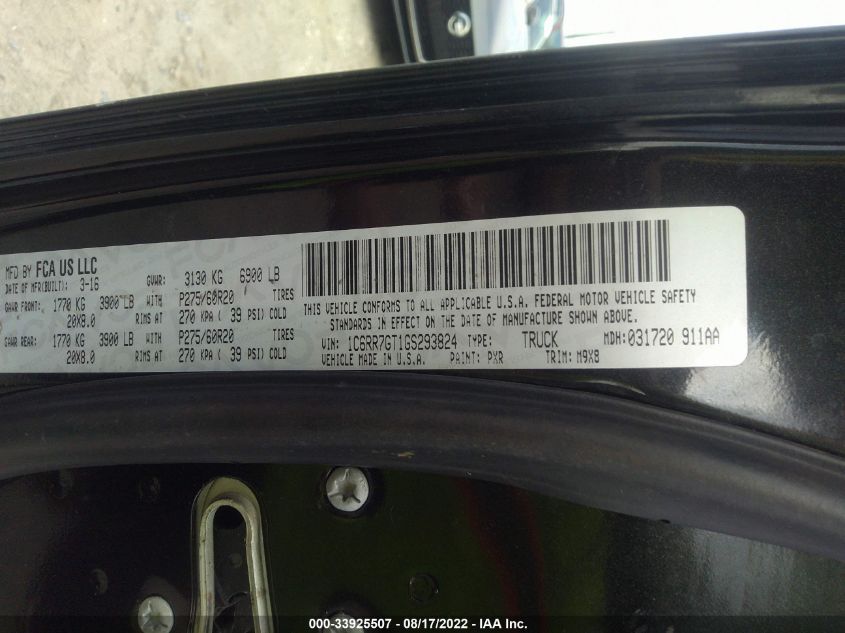 MFD BY FCA US LLC
DATE OF MFR(BUILT): 3-16 GVWR: 3130 KG 6900 LB
GAWR FRONT: 1770 KG 3900 LB WITH P275/60R20 TIRES
20X8.0 RIMS AT 270 KPA ( 39 PSI) COLD
GAWR REAR: 1770 KG 3900 LB WITH P275/60R20 TIRES
20X8.0 RIMS AT 270 KPA ( 39 PSI) COLD
THIS VEHICLE CONFORMS TO ALL APPLICABLE U.S.A. FEDERAL MOTOR VEHICLE SAFETY
STANDARDS IN EFFECT ON THE DATE OF MANUFACTURE SHOWN ABOVE.
VIN: 1C6RR7GT1GS293824 TYPE: TRUCK MDH:031720 911AA
VEHICLE MADE IN U.S.A. PAINT: PXR TRIM: M9X8
000-33925507 - 08/17/2022 - IAA Inc.